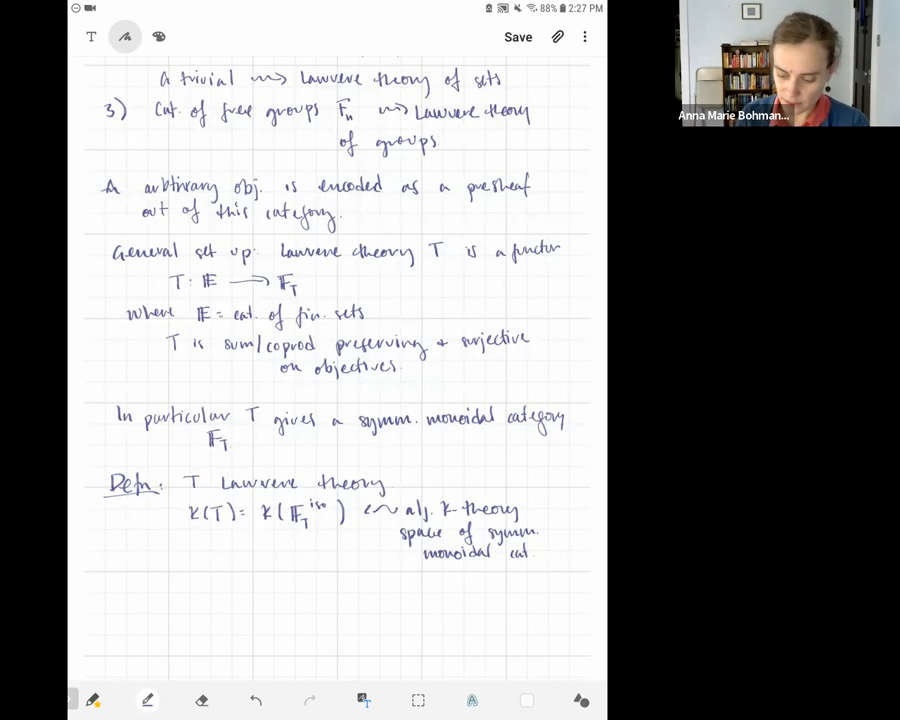 88% 2:27 PM
T
Save
Anna Marie Bohman...
G trivial ⇝ Lawvere theory of sets
3) Cat. of free groups Fn ⇝ Lawvere theory
of groups.
A arbitrary obj. is encoded as a presheaf
out of this category.
General set up: Lawvere theory T is a functor
T: 𝔼 ⟶ 𝔽_T
where 𝔼 = cat. of fin. sets
T is sum/coprod preserving + surjective
on objectives.
In particular T gives a symm. monoidal category
𝔽_T
Defn: T Lawvere theory.
K(T) = K(𝔽_T^iso) ⇜ alg. K-theory
space of symm.
monoidal cat.